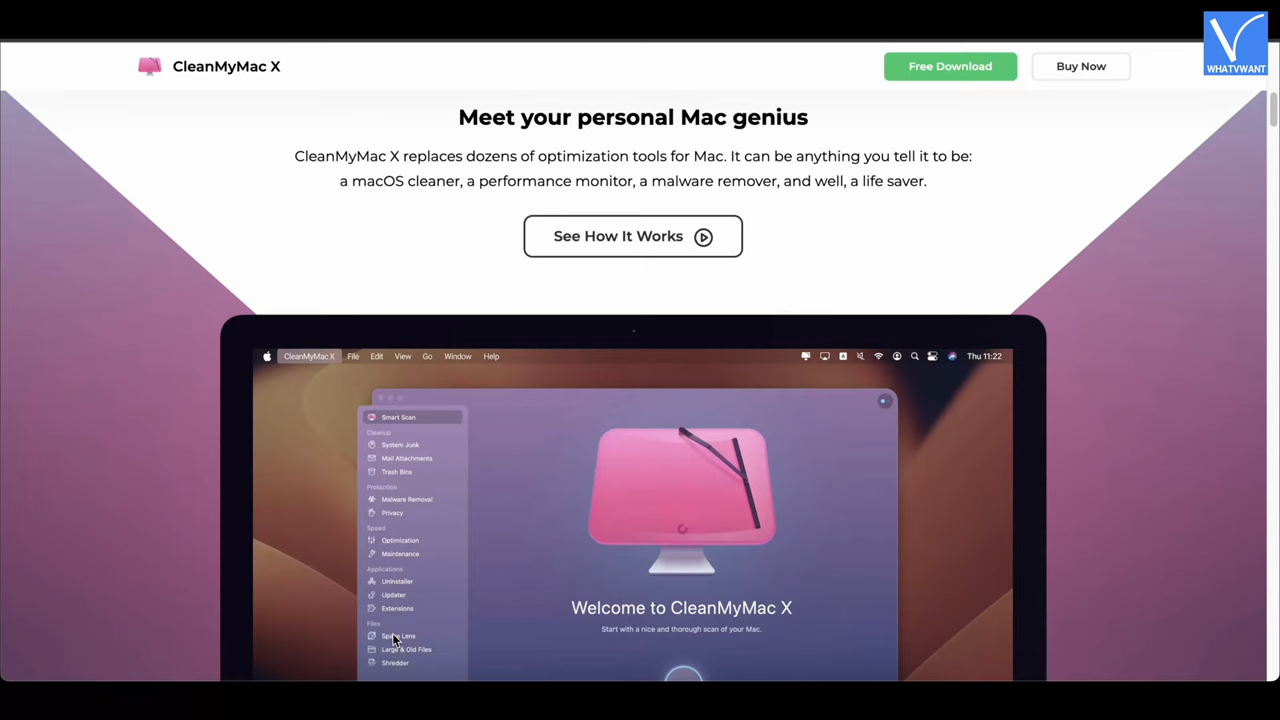 WHATVWANT
CleanMyMac X
Free Download
Buy Now
Meet your personal Mac genius
CleanMyMac X replaces dozens of optimization tools for Mac. It can be anything you tell it to be:
a macOS cleaner, a performance monitor, a malware remover, and well, a life saver.
See How It Works
CleanMyMac X File Edit View Go Window Help
A
Thu 11:22
Smart Scan
Cleanup
System Junk
Mail Attachments
Trash Bins
Protection
Malware Removal
Privacy
Speed
Optimization
Maintenance
Applications
Uninstaller
Updater
Extensions
Files
Space Lens
Large & Old Files
Shredder
Welcome to CleanMyMac X
Start with a nice and thorough scan of your Mac.